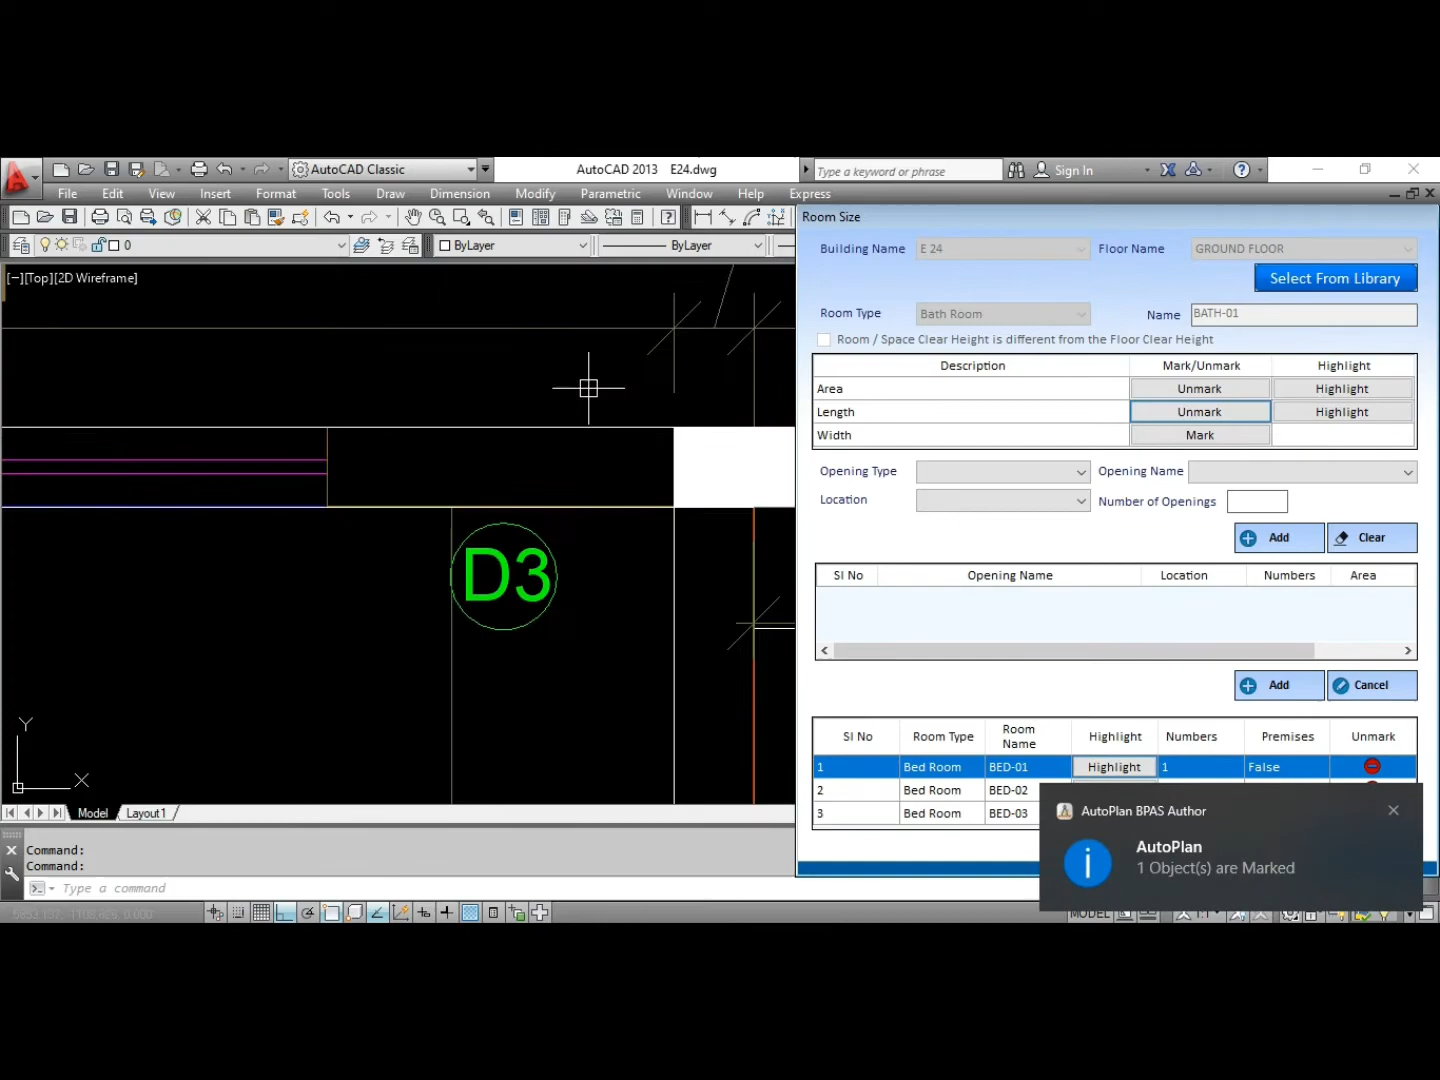 AutoCAD Classic
AutoCAD 2013 E24.dwg
Type a keyword or phrase
Sign In
File Edit View Insert Format Tools Draw Dimension Modify Parametric Window Help Express
0
ByLayer
ByLayer
[−][Top][2D Wireframe]
D3
Y
X
Model
Layout1
Command:
Command:
Type a command
Room Size
Building Name E 24 Floor Name GROUND FLOOR
Select From Library
Room Type Bath Room Name BATH-01
Room / Space Clear Height is different from the Floor Clear Height
Description Mark/Unmark Highlight
Area Unmark Highlight
Length Unmark Highlight
Width Mark
Opening Type Opening Name
Location Number of Openings
Add Clear
Sl No Opening Name Location Numbers Area
Add Cancel
Sl No Room Type Room Name Highlight Numbers Premises Unmark
1 Bed Room BED-01 Highlight 1 False
2 Bed Room BED-02
3 Bed Room BED-03
AutoPlan BPAS Author
AutoPlan
1 Object(s) are Marked
MODEL
1:1